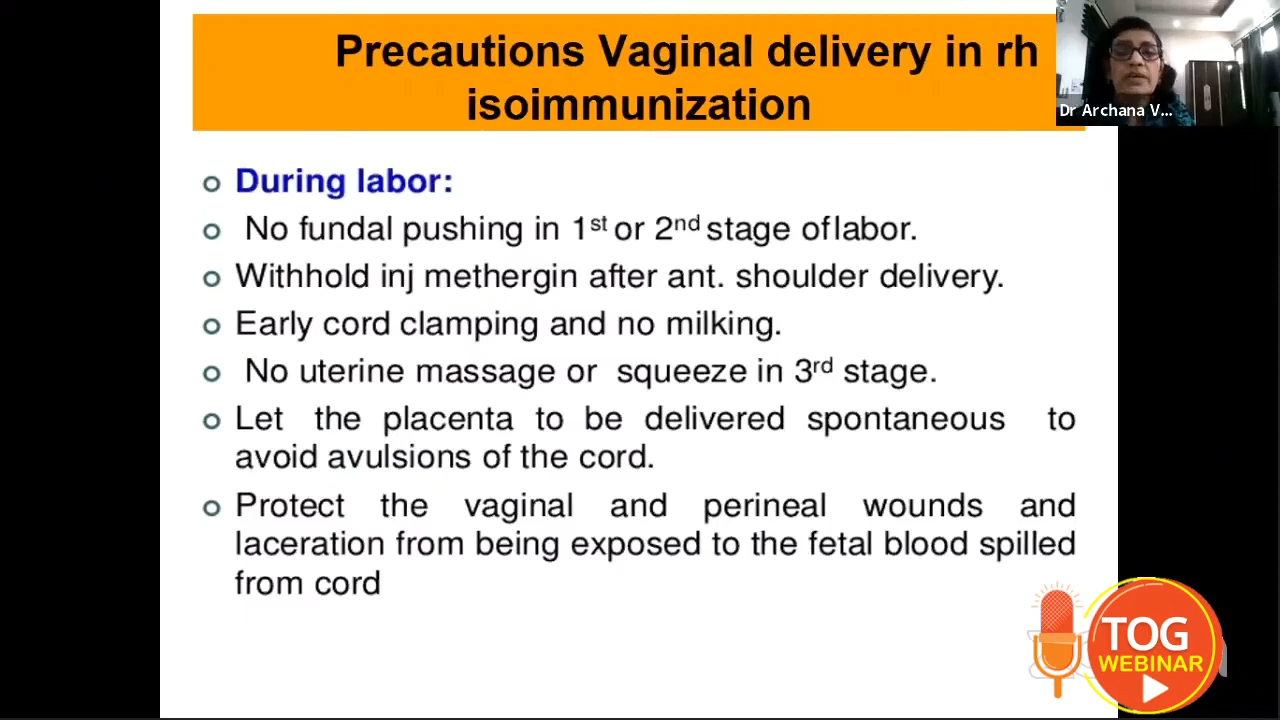 Precautions Vaginal delivery in rh
isoimmunization
Dr Archana V...
During labor:
No fundal pushing in 1st or 2nd stage of labor.
Withhold inj methergin after ant. shoulder delivery.
Early cord clamping and no milking.
No uterine massage or squeeze in 3rd stage.
Let the placenta to be delivered spontaneous to
avoid avulsions of the cord.
Protect the vaginal and perineal wounds and
laceration from being exposed to the fetal blood spilled
from cord
TOG
WEBINAR